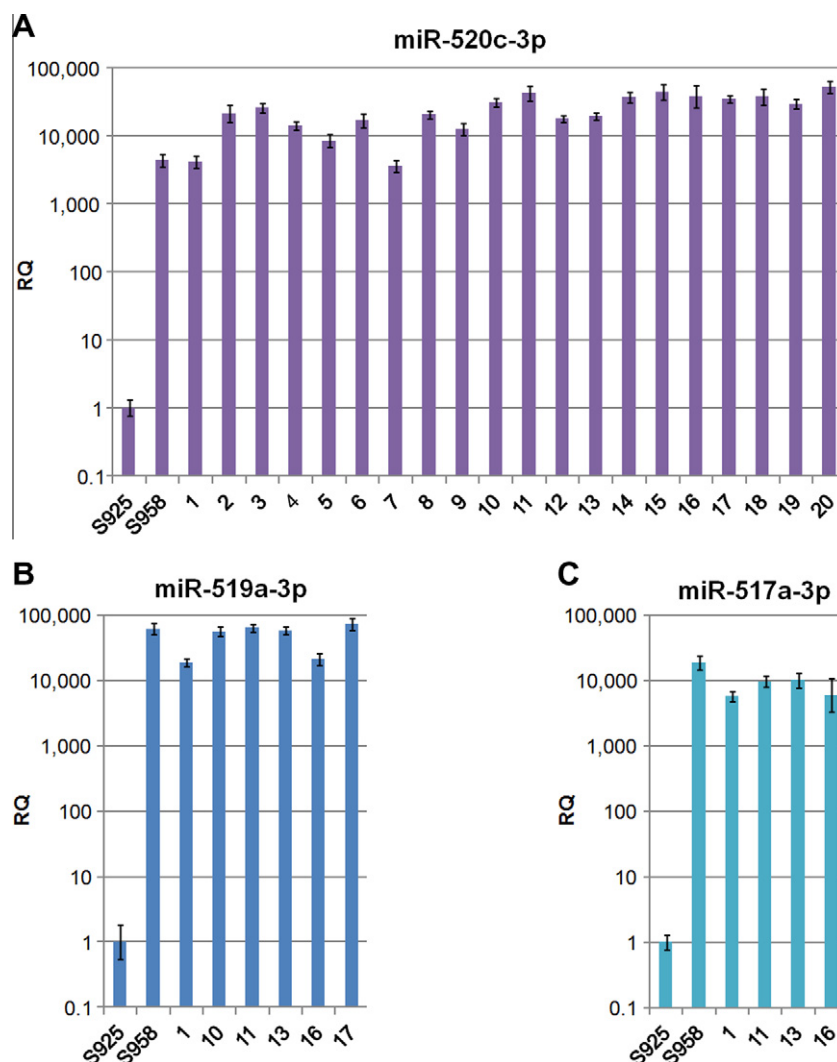 A
miR-520c-3p
100,000
10,000
1,000
100
10
1
0.1
RQ
S925 S958 1 2 3 4 5 6 7 8 9 10 11 12 13 14 15 16 17 18 19 20
B
miR-519a-3p
100,000
10,000
1,000
100
10
1
0.1
RQ
S925 S958 1 10 11 13 16 17
C
miR-517a-3p
100,000
10,000
1,000
100
10
1
0.1
RQ
S925 S958 1 11 13 16